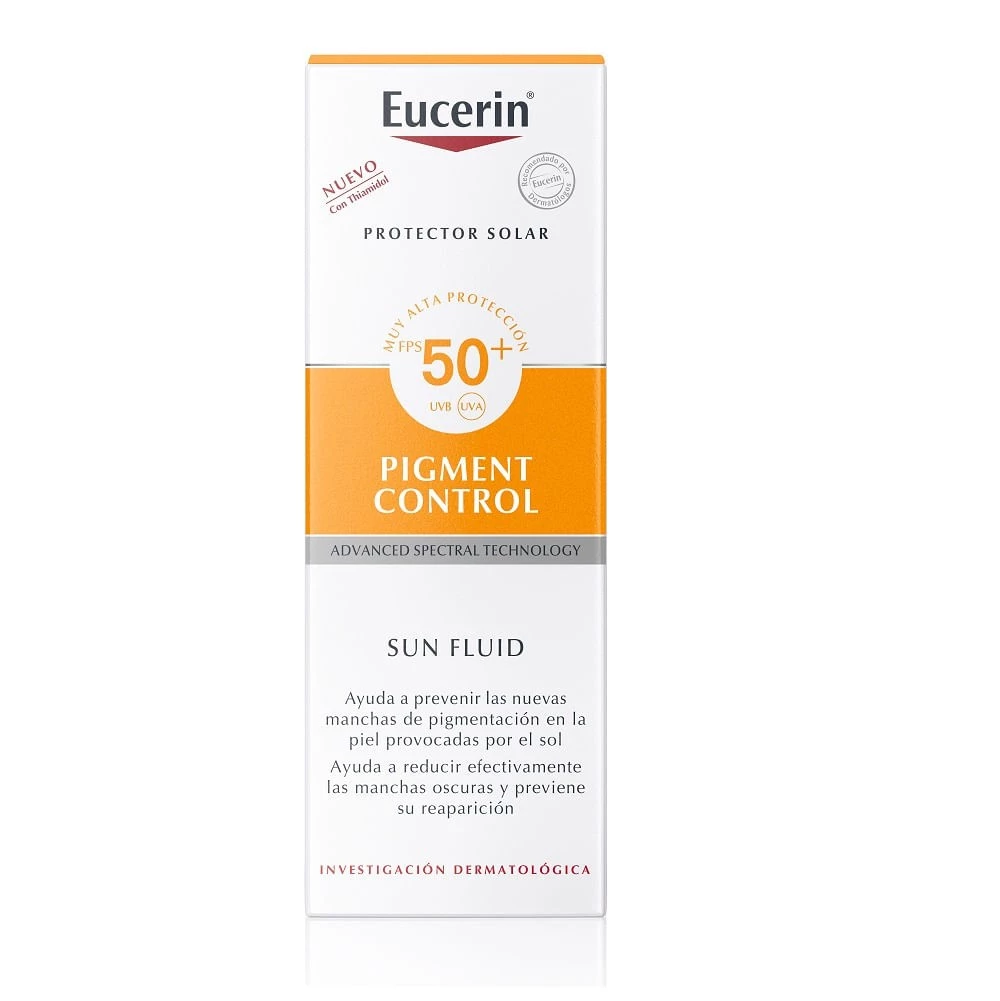 Eucerin®
NUEVO
Con Thiamidol
Recomendado por
Eucerin
Dermatólogos
PROTECTOR SOLAR
MUY ALTA PROTECCIÓN
FPS 50+
UVB UVA
PIGMENT
CONTROL
ADVANCED SPECTRAL TECHNOLOGY
SUN FLUID
Ayuda a prevenir las nuevas
manchas de pigmentación en la
piel provocadas por el sol
Ayuda a reducir efectivamente
las manchas oscuras y previene
su reaparición
INVESTIGACIÓN DERMATOLÓGICA